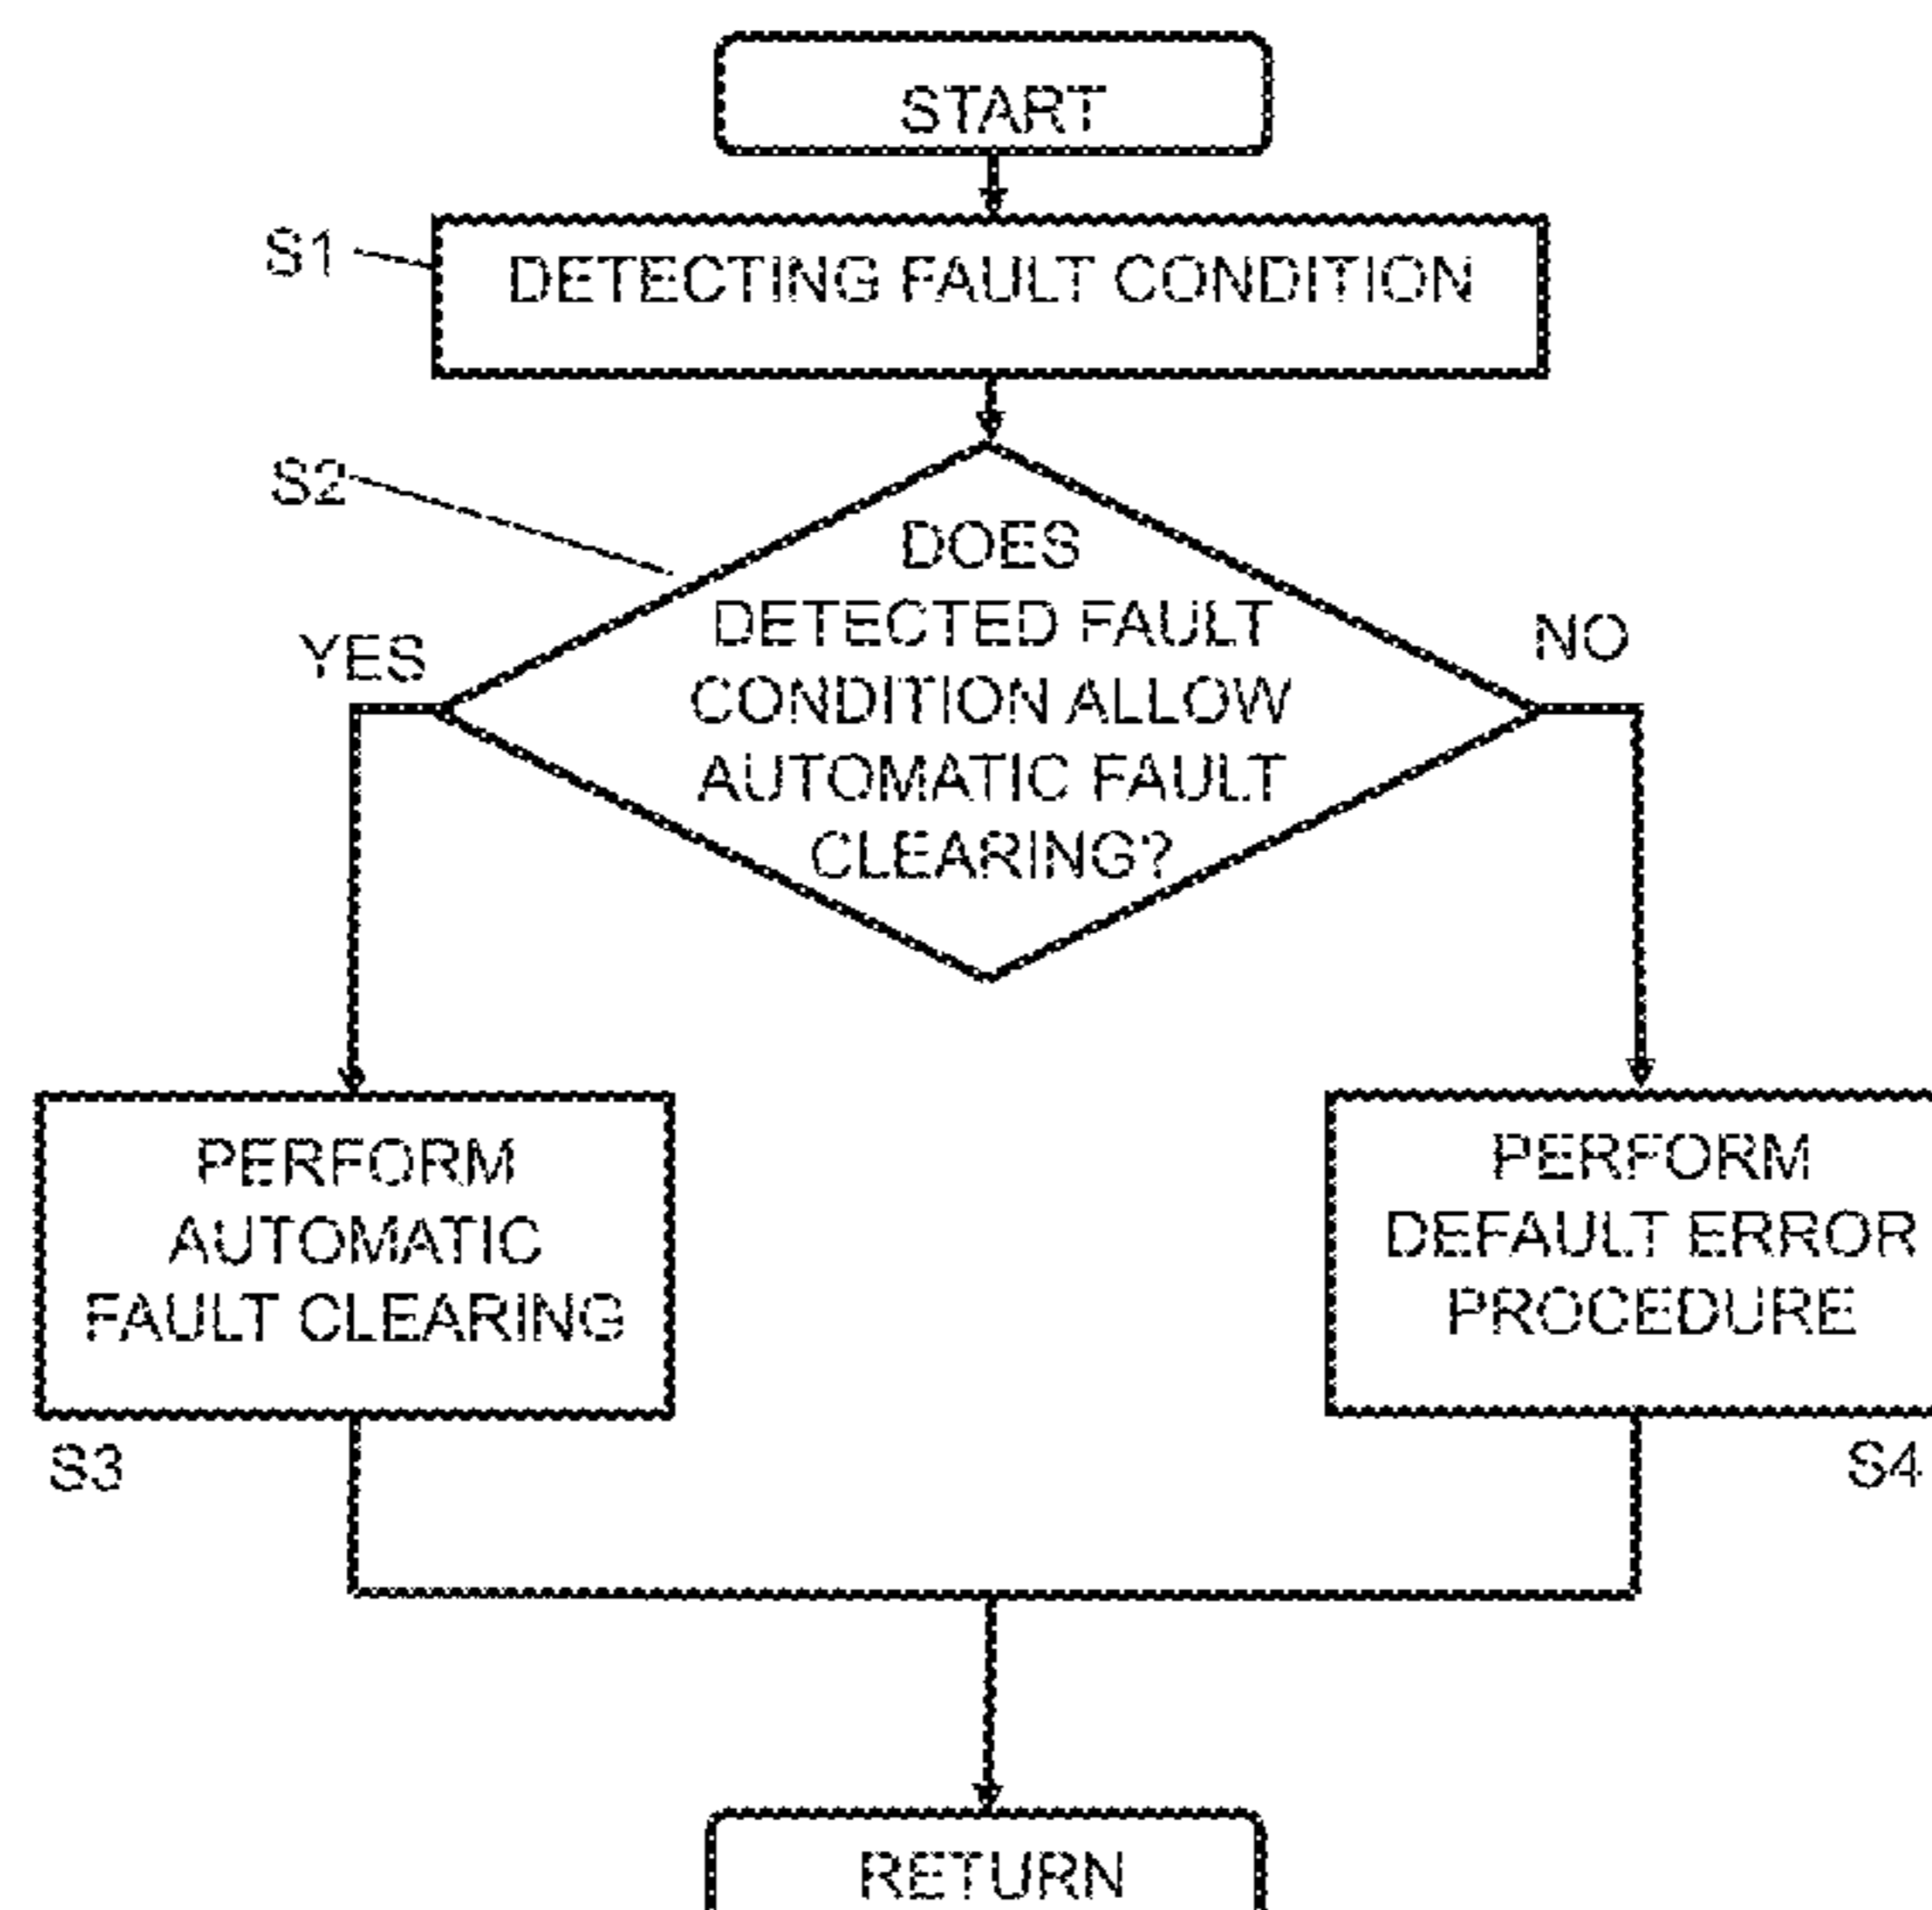 START
S1
DETECTING FAULT CONDITION
S2
DOES
DETECTED FAULT
CONDITION ALLOW
AUTOMATIC FAULT
CLEARING?
YES
NO
PERFORM
AUTOMATIC
FAULT CLEARING
S3
PERFORM
DEFAULT ERROR
PROCEDURE
S4
RETURN